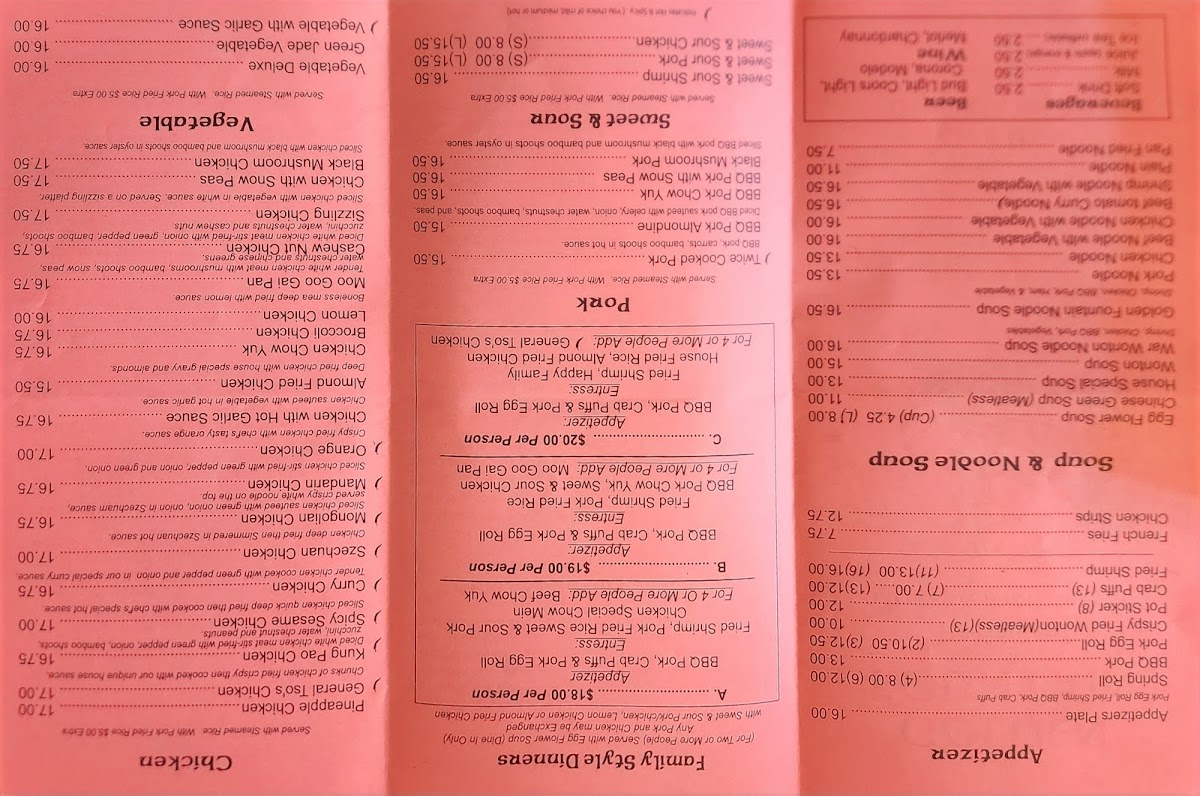 Appetizer
Appetizers Plate 16.00
Pork Egg Roll, Fried Shrimp, BBQ Pork, Crab Puffs
Spring Roll (4) 8.00 (6)12.00
BBQ Pork 13.00
Pork Egg Roll (2)10.50 (3)12.50
Crispy Fried Wonton(Meatless)(13) 10.00
Pot Sticker (8) 12.00
Crab Puffs (13) (7) 7.00 (13)12.00
Fried Shrimp (11)13.00 (16)16.00
French Fries 7.75
Chicken Strips 12.75
Soup & Noodle Soup
Egg Flower Soup (Cup) 4.25 (L) 8.00
Chinese Green Soup (Meatless) 11.00
House Special Soup 13.00
Wonton Soup 15.00
War Wonton Noodle Soup 16.00
Shrimp, Chicken, BBQ Pork, Vegetables
Golden Fountain Noodle Soup 16.50
Shrimp, Chicken, BBQ Pork, Ham, & Vegetable
Pork Noodle 13.50
Chicken Noodle 13.50
Beef Noodle with Vegetable 16.00
Chicken Noodle with Vegetable 16.00
Beef tomato Curry Noodle) 16.50
Shrimp Noodle with Vegetable 16.50
Plain Noodle 11.00
Pan Fried Noodle 7.50
Beverages
Soft Drink 2.50
Milk 2.50
Juice (apple & orange) 2.50
Ice Tea (unlimited) 2.50
Beer
Bud Light, Coors Light,
Corona, Modelo
Wine
Merlot, Chardonnay
Family Style Dinners
(For Two or More People) Served with Egg Flower Soup (Dine In Only)
Any Pork and Chicken may be Exchanged
with Sweet & Sour Pork/chicken, Lemon Chicken or Almond Fried Chicken
A. $18.00 Per Person
Appetizer
BBQ Pork, Crab Puffs & Pork Egg Roll
Entress:
Fried Shrimp, Pork Fried Rice Sweet & Sour Pork
Chicken Special Chow Mein
For 4 Or More People Add: Beef Chow Yuk
B. $19.00 Per Person
Appetizer:
BBQ Pork, Crab Puffs & Pork Egg Roll
Entress:
Fried Shrimp, Pork Fried Rice
BBQ Pork Chow Yuk, Sweet & Sour Chicken
For 4 or More People Add: Moo Goo Gai Pan
C. $20.00 Per Person
Appetizer:
BBQ Pork, Crab Puffs & Pork Egg Roll
Entress:
Fried Shrimp, Happy Family
House Fried Rice, Almond Fried Chicken
For 4 or More People Add: ) General Tso's Chicken
Pork
Served with Steamed Rice. With Pork Fried Rice $5.00 Extra
) Twice Cooked Pork 15.50
BBQ pork, carrots, bamboo shoots in hot sauce.
BBQ Pork Almondine 15.50
Diced BBQ pork sauteed with celery, onion, water chestnuts, bamboo shoots, and peas.
BBQ Pork Chow Yuk 16.50
BBQ Pork with Snow Peas 16.50
Black Mushroom Pork 16.50
Sliced BBQ pork with black mushroom and bamboo shoots in oyster sauce.
Sweet & Sour
Served with Steamed Rice. With Pork Fried Rice $5.00 Extra
Sweet & Sour Shrimp 16.50
Sweet & Sour Pork (S) 8.00 (L)15.50
Sweet & Sour Chicken (S) 8.00 (L)15.50
) Indicates Hot & Spicy. (You choice of mild, medium or hot)
Chicken
Served with Steamed Rice. With Pork Fried Rice $5.00 Extra
Pineapple Chicken 17.00
) General Tso's Chicken 17.00
Chunks of chicken fried crispy then cooked with our unique house sauce.
) Kung Pao Chicken 16.75
Diced white chicken meat stir-fried with green pepper, onion, bamboo shoots,
zucchini, water chestnut and peanuts.
) Spicy Sesame Chicken 17.00
Sliced chicken quick deep fried then cooked with chef's special hot sauce.
) Curry Chicken 16.75
Tender chicken cooked with green pepper and onion in our special curry sauce.
) Szechuan Chicken 17.00
Chicken deep fried then Simmered in Szechuan hot sauce.
) Mongolian Chicken 16.75
Sliced chicken sauteed with green onion, onion in Szechuam sauce,
served crispy white noodle on the top.
) Mandarin Chicken 16.75
Sliced chicken stir-fried with green pepper, onion and green onion.
) Orange Chicken 17.00
Crispy fried chicken with chef's tasty orange sauce.
) Chicken with Hot Garlic Sauce 16.75
Chicken sauteed with vegetable in hot garlic sauce.
Almond Fried Chicken 15.50
Deep fried chicken with house special gravy and almonds.
Chicken Chow Yuk 16.75
Broccoli Chicken 16.75
Lemon Chicken 16.00
Boneless mea deep fried with lemon sauce.
Moo Goo Gai Pan 16.75
Tender white chicken meat with mushrooms, bamboo shoots, snow peas,
water chestnuts and chinese greens.
Cashew Nut Chicken 16.75
Diced white chicken meat stir-fried with onion, green pepper, bamboo shoots,
zucchini, water chestnuts and cashew nuts.
Sizzling Chicken 17.50
Sliced chicken with vegetable in white sauce. Served on a sizzling platter.
Chicken with Snow Peas 17.50
Black Mushroom Chicken 17.50
Sliced chicken with black mushroom and bamboo shoots in oyster sauce.
Vegetable
Served with Steamed Rice. With Pork Fried Rice $5.00 Extra
Vegetable Deluxe 16.00
Green Jade Vegetable 16.00
) Vegetable with Garlic Sauce 16.00